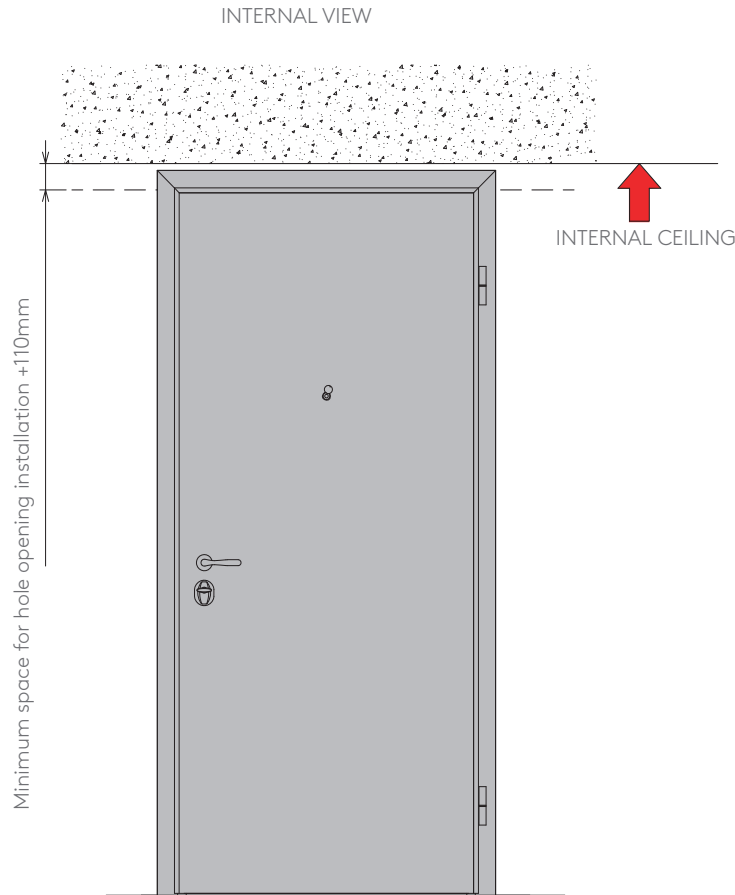 INTERNAL VIEW
INTERNAL CEILING
Minimum space for hole opening installation +110mm